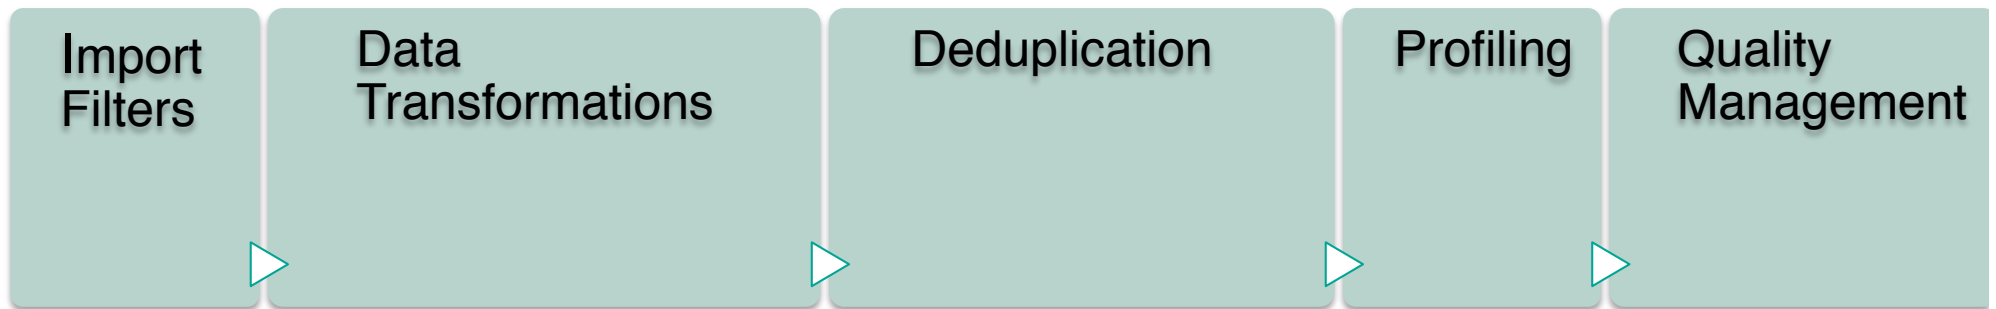 Import
Filters
Data
Transformations
Deduplication
Profiling
Quality
Management